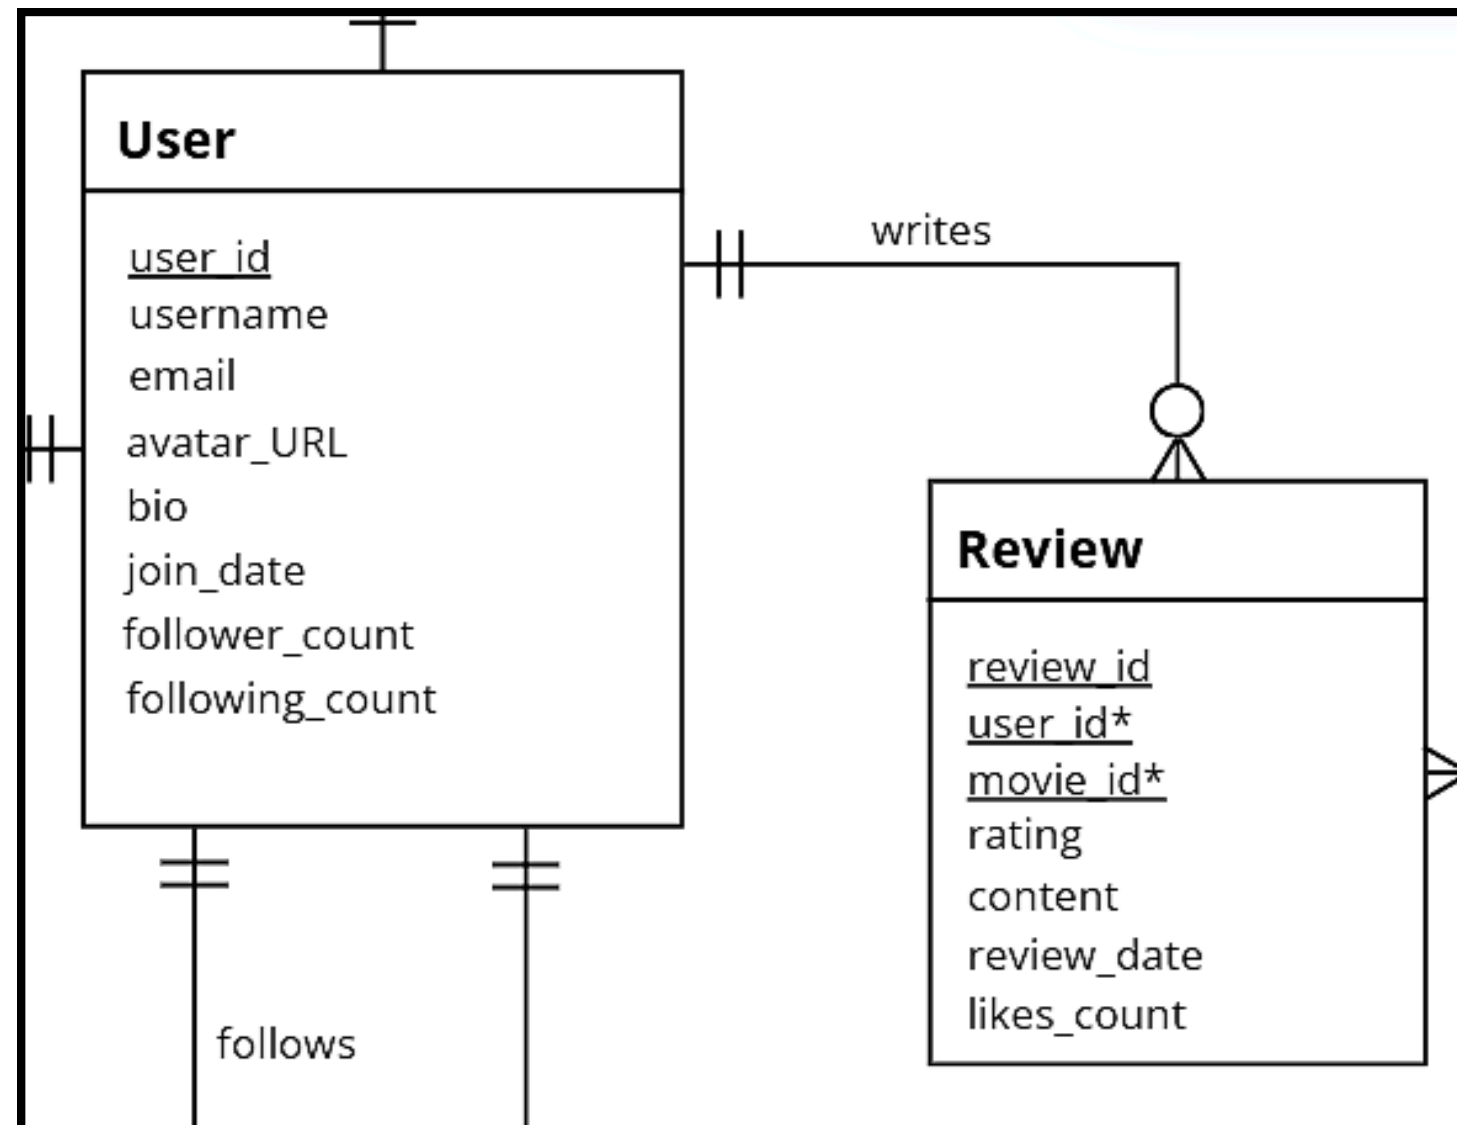 User
user_id
username
email
avatar_URL
bio
join_date
follower_count
following_count
writes
Review
review_id
user_id*
movie_id*
rating
content
review_date
likes_count
follows